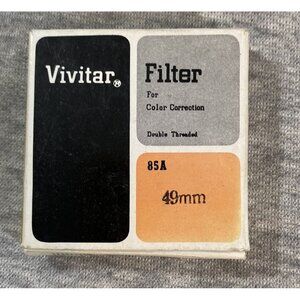 Vivitar®
Filter
For
Color Correction
Double Threaded
85A
49mm